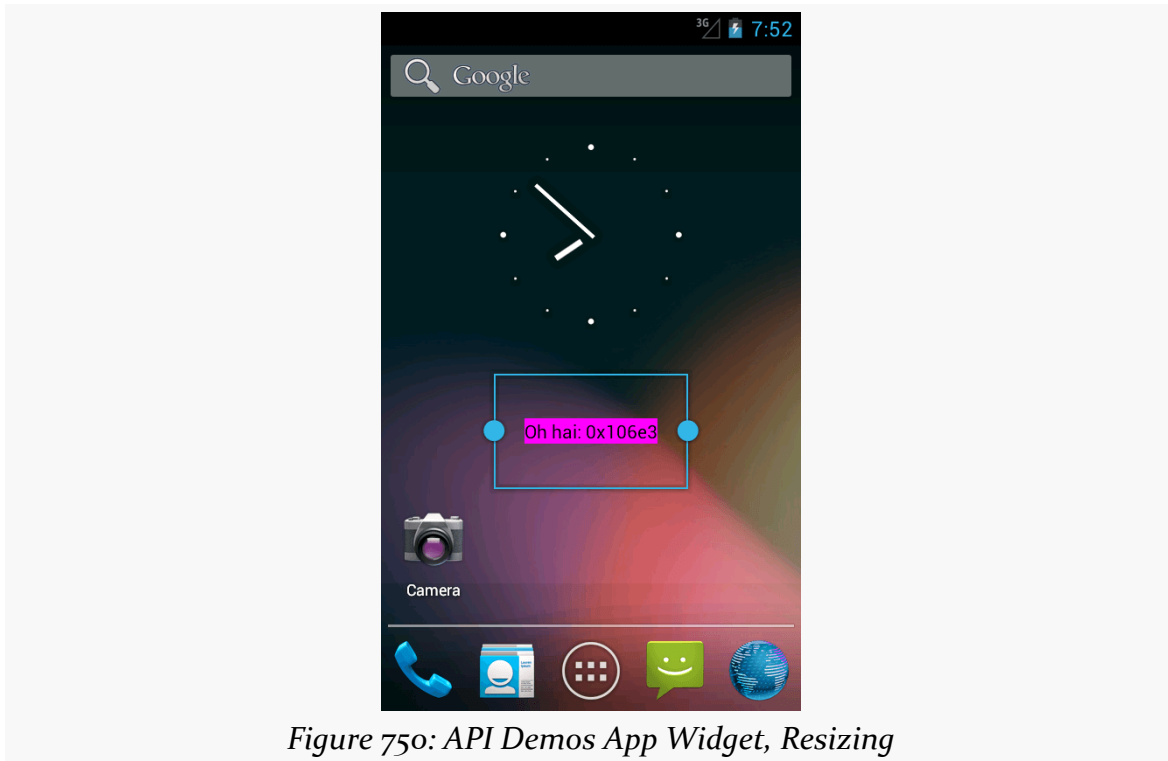 3G 7:52
Google
Oh hai: 0x106e3
Camera
Figure 750: API Demos App Widget, Resizing